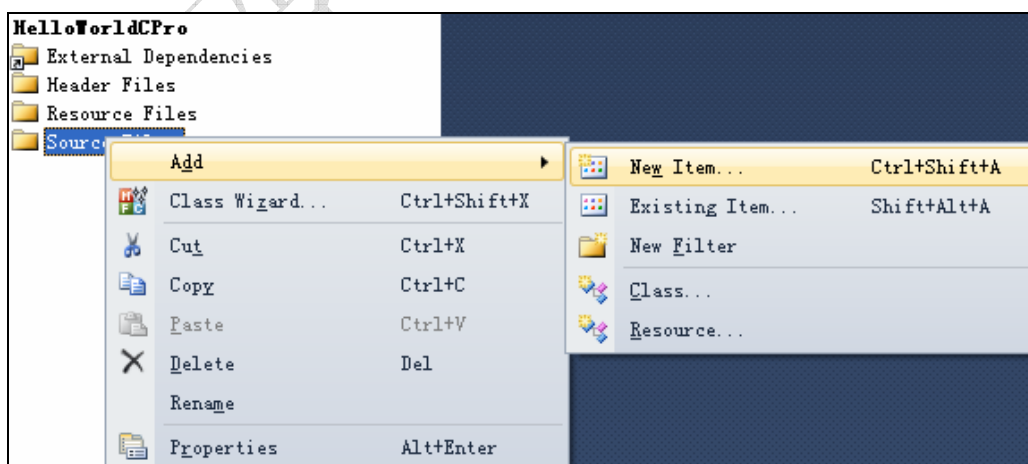 HelloWorldCPro
External Dependencies
Header Files
Resource Files
Add
New Item... Ctrl+Shift+A
Class Wizard... Ctrl+Shift+X
Existing Item... Shift+Alt+A
Cut Ctrl+X
New Filter
Copy Ctrl+C
Class...
Paste Ctrl+V
Resource...
Delete Del
Rename
Properties Alt+Enter